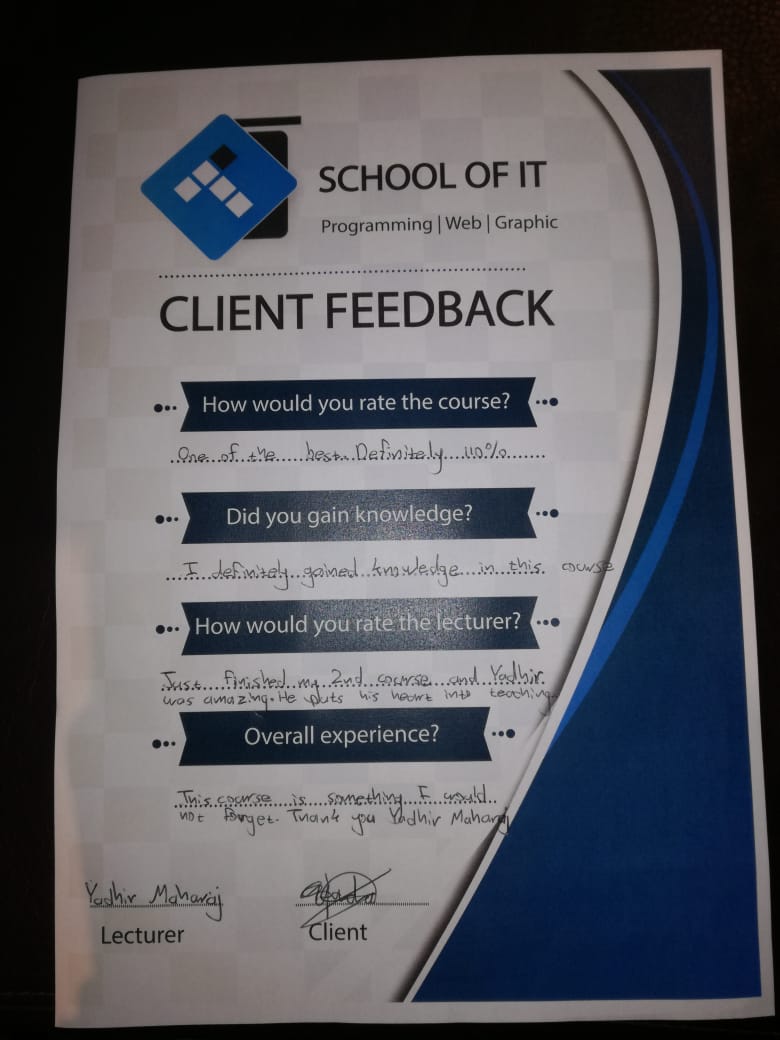 SCHOOL OF IT
Programming | Web | Graphic
CLIENT FEEDBACK
How would you rate the course?
One of the best. Definitely 110%
Did you gain knowledge?
I definitely gained knowledge in this course
How would you rate the lecturer?
Just finished my 2nd course and Yadhir
was amazing. He puts his heart into teaching.
Overall experience?
This course is something I would
not forget. Thank you Yadhir Maharaj
Yadhir Maharaj
Lecturer
Client